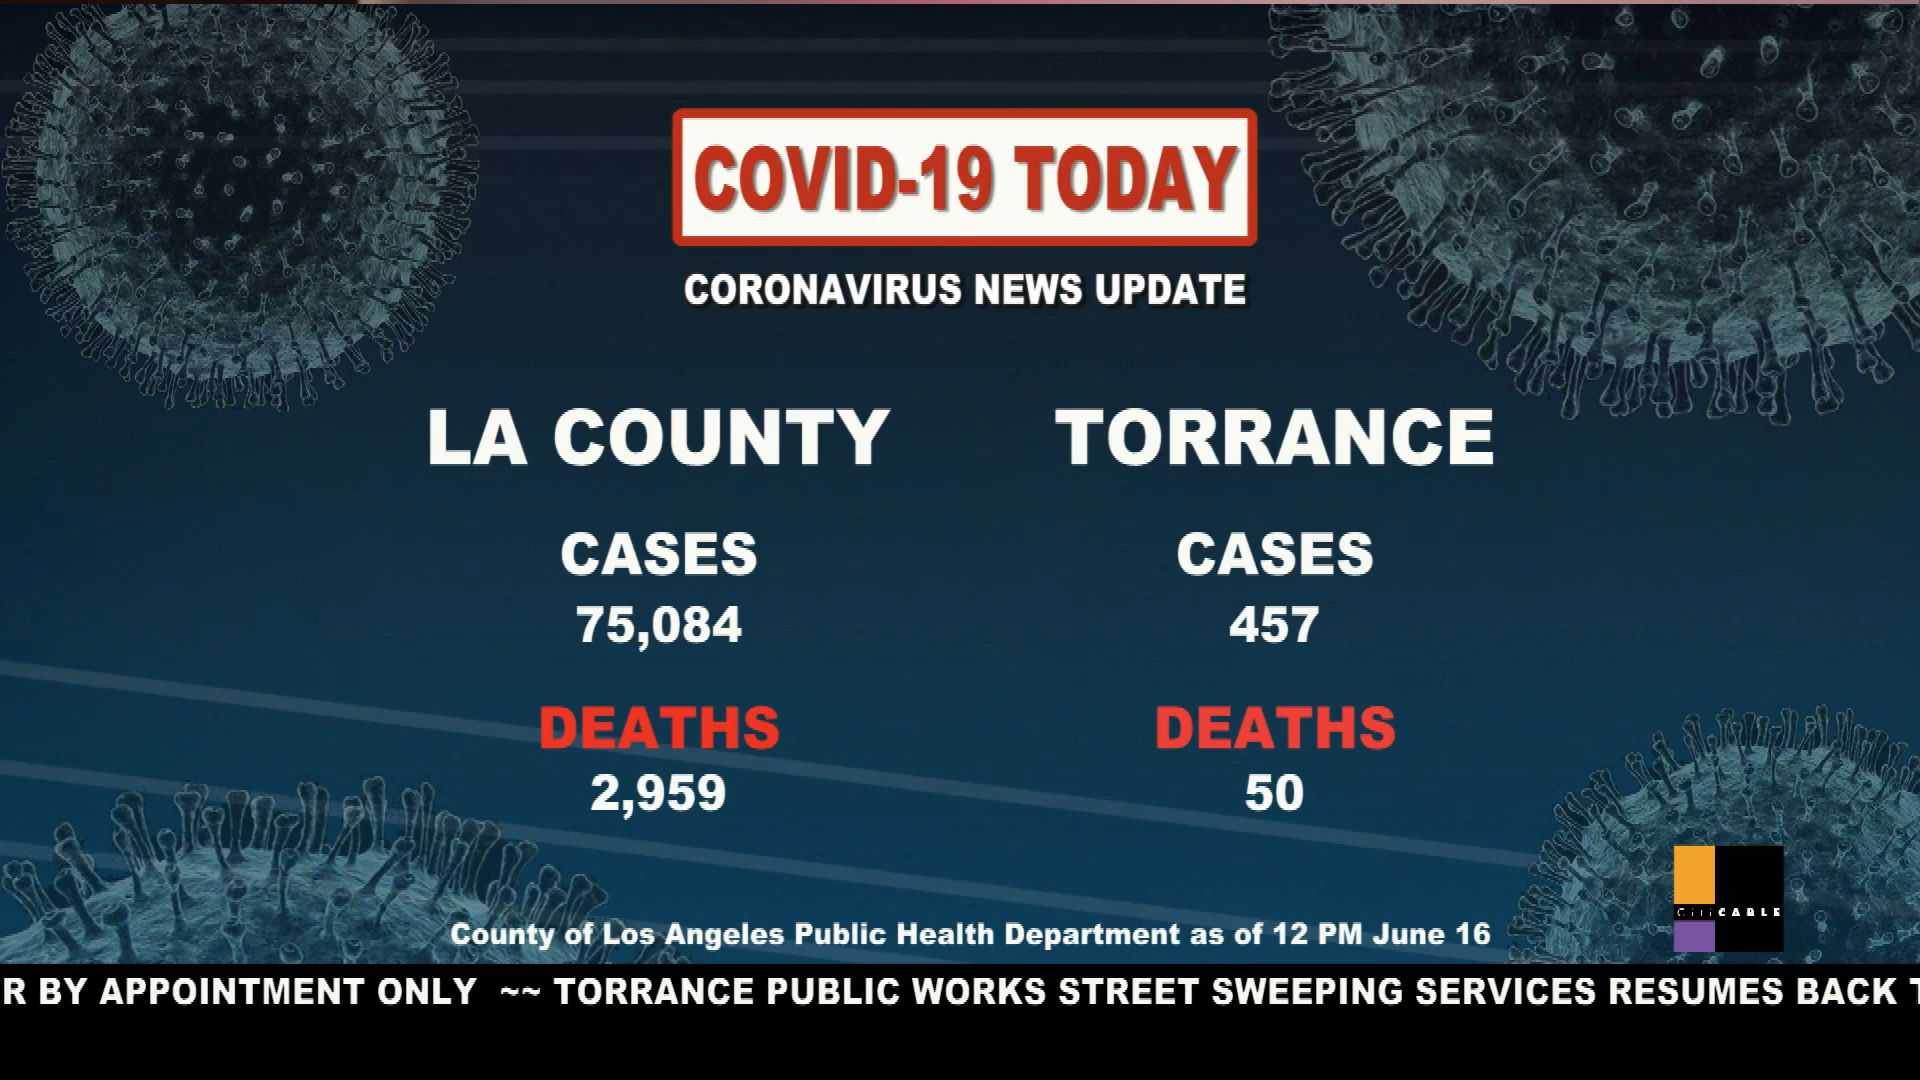 COVID-19 TODAY
CORONAVIRUS NEWS UPDATE
LA COUNTY
TORRANCE
CASES
75,084
CASES
457
DEATHS
2,959
DEATHS
50
County of Los Angeles Public Health Department as of 12 PM June 16
CITICABLE
R BY APPOINTMENT ONLY ~~ TORRANCE PUBLIC WORKS STREET SWEEPING SERVICES RESUMES BACK T